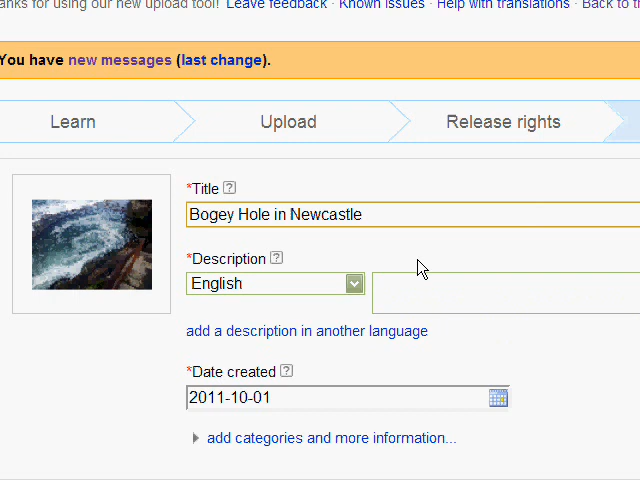 anks for using our new upload tool! Leave feedback · Known issues · Help with translations · Back to th
You have new messages (last change).
Learn Upload Release rights
*Title ?
Bogey Hole in Newcastle
*Description ?
English
add a description in another language
*Date created ?
2011-10-01
add categories and more information...